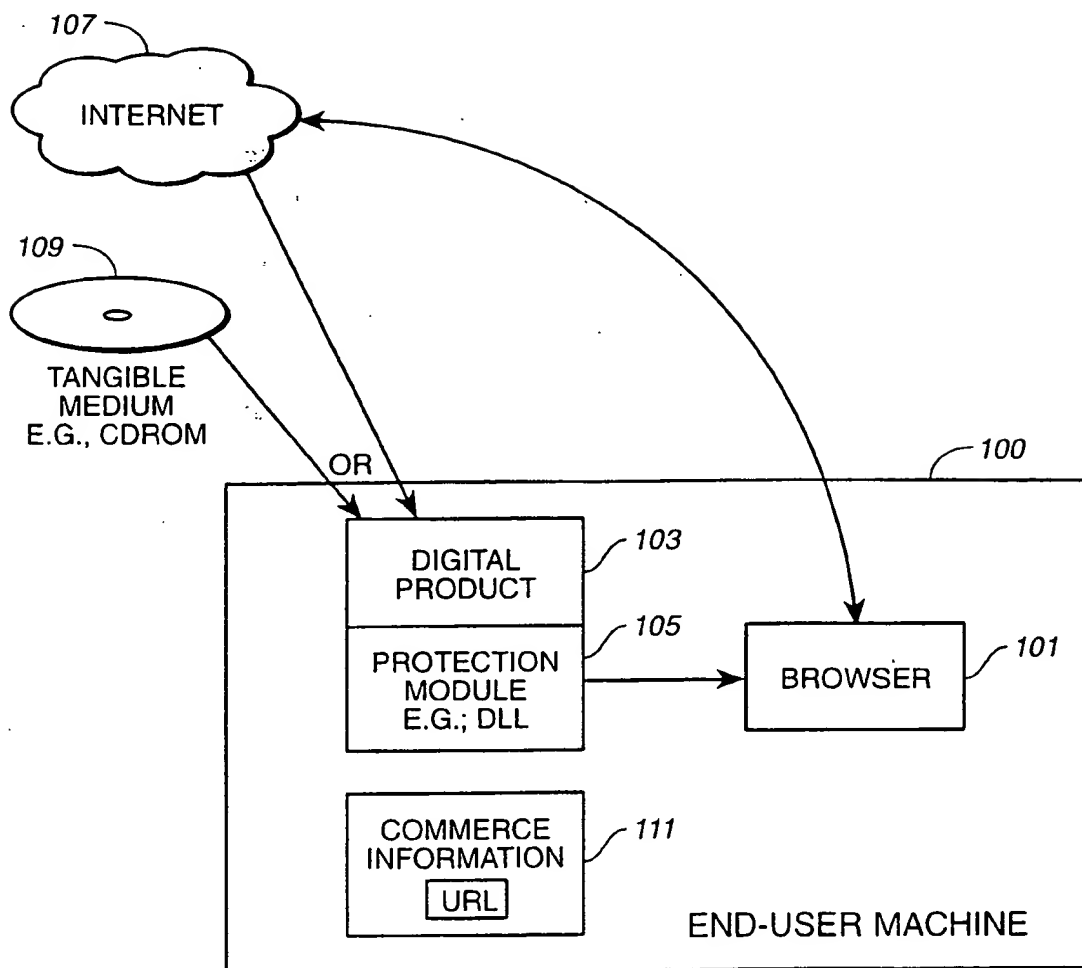 107
INTERNET
109
TANGIBLE
MEDIUM
E.G., CDROM
OR
100
DIGITAL
PRODUCT
103
PROTECTION
MODULE
E.G.; DLL
105
BROWSER
101
COMMERCE
INFORMATION
URL
111
END-USER MACHINE